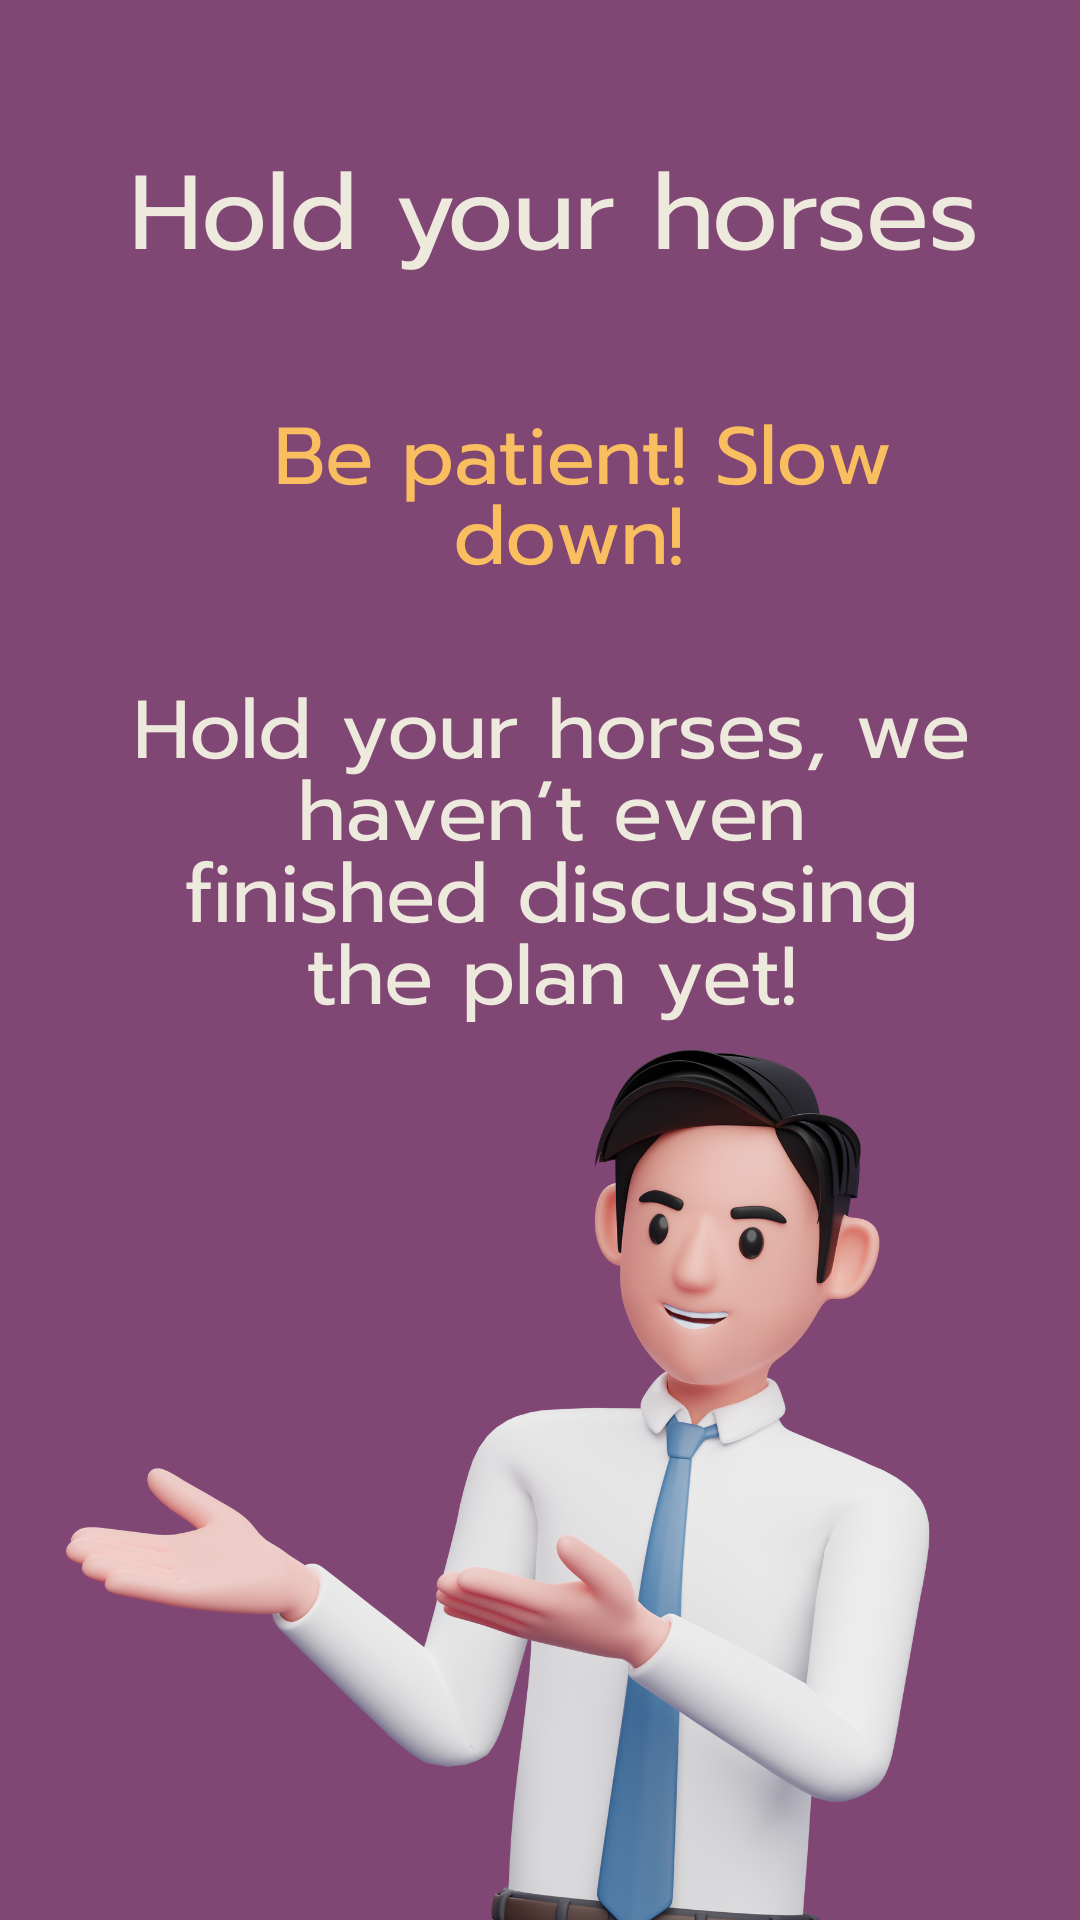 Hold your horses
Be patient! Slow
down!
Hold your horses, we
haven’t even
finished discussing
the plan yet!